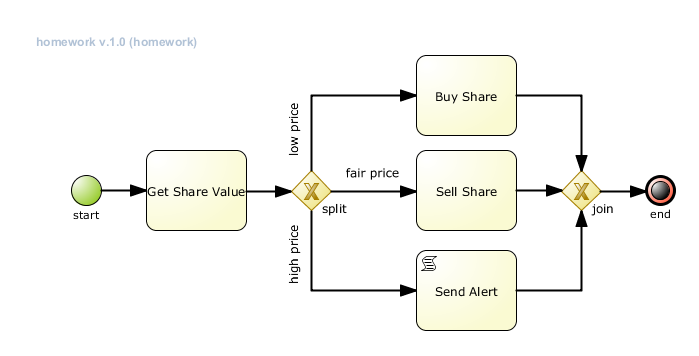 homework v.1.0 (homework)
start
Get Share Value
split
low price
fair price
high price
Buy Share
Sell Share
Send Alert
join
end